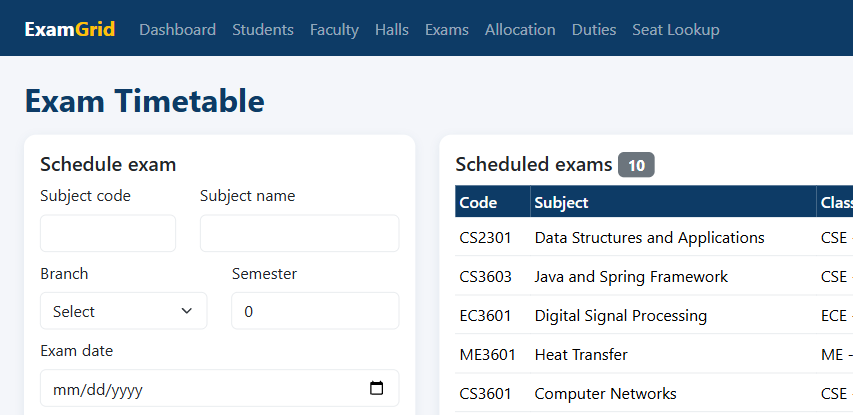 ExamGrid Dashboard Students Faculty Halls Exams Allocation Duties Seat Lookup
Exam Timetable
Schedule exam
Subject code Subject name
Branch Semester
Select 0
Exam date
mm/dd/yyyy
Scheduled exams 10
Code Subject Clas
CS2301 Data Structures and Applications CSE
CS3603 Java and Spring Framework CSE
EC3601 Digital Signal Processing ECE
ME3601 Heat Transfer ME -
CS3601 Computer Networks CSE